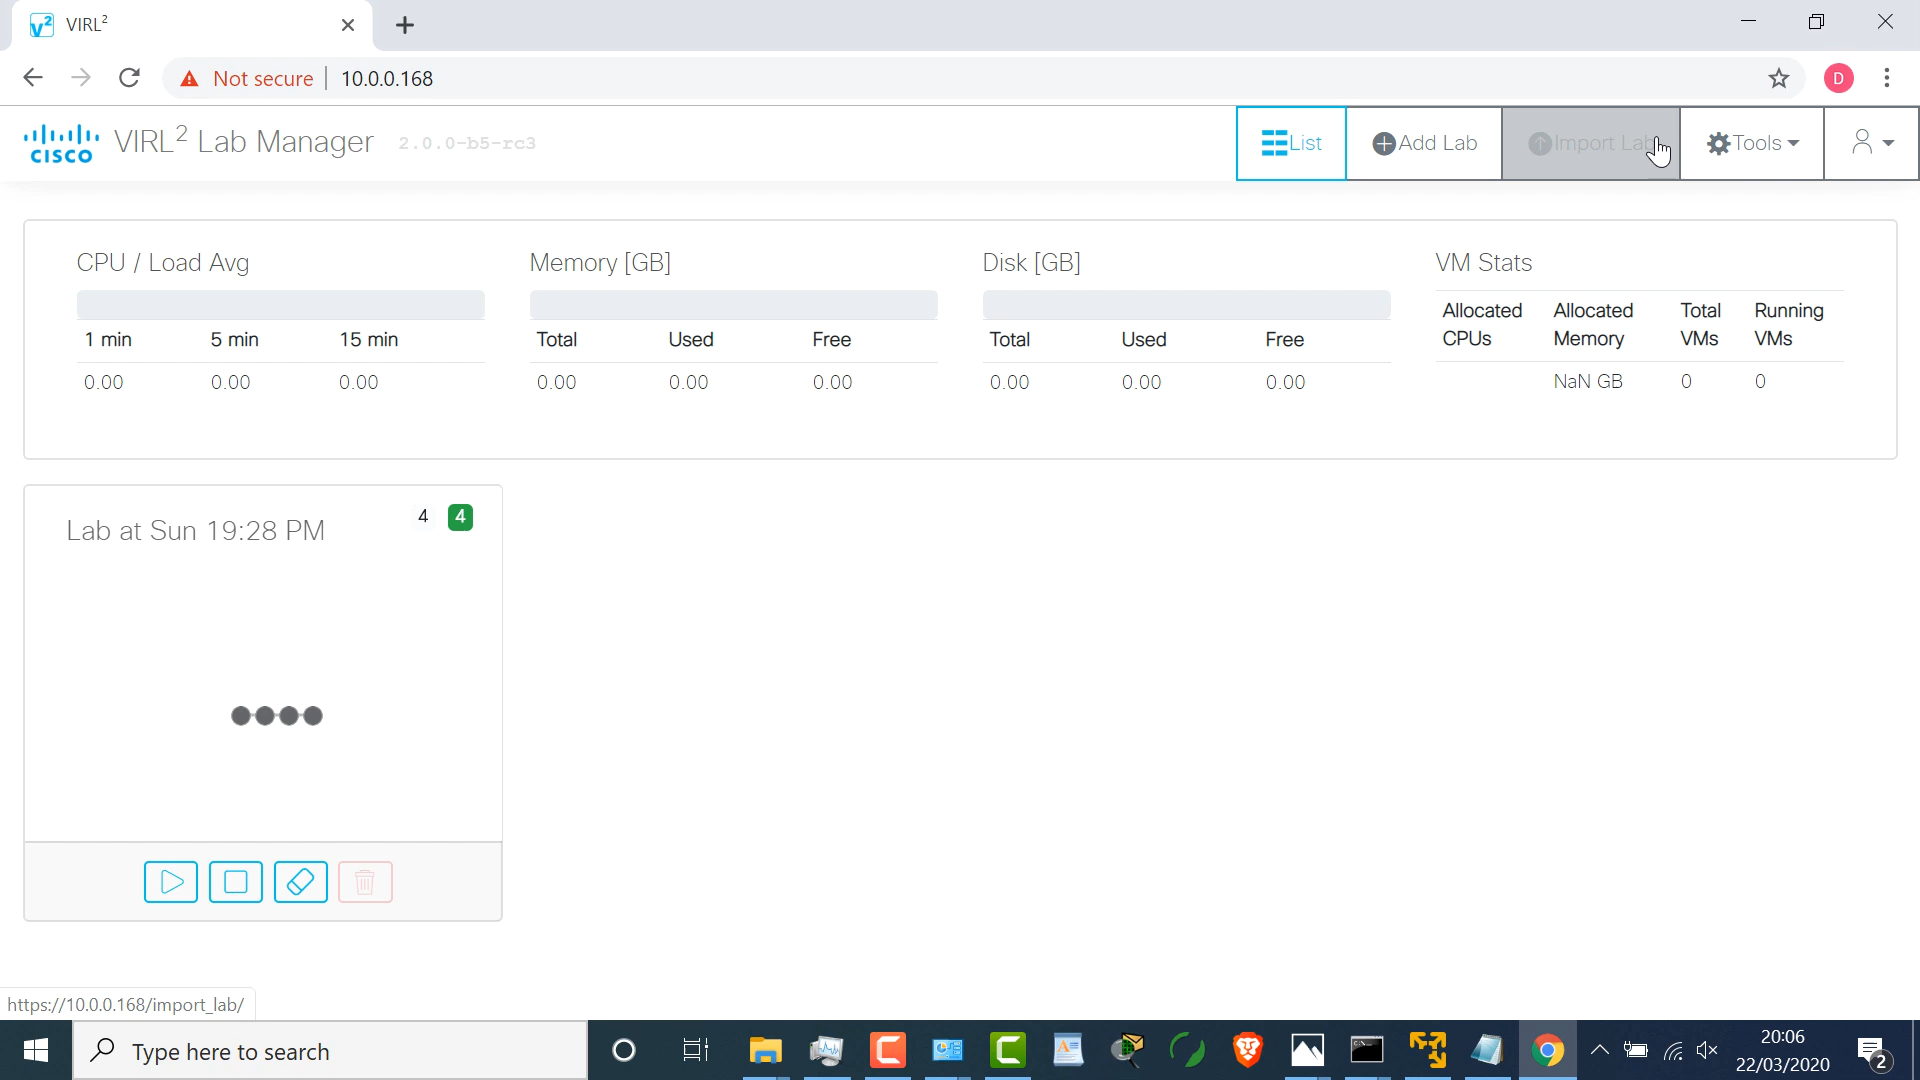 VIRL²
Not secure 10.0.0.168
CISCO VIRL² Lab Manager 2.0.0-b5-rc3 List Add Lab Import Lab Tools
CPU / Load Avg Memory [GB] Disk [GB] VM Stats
1 min 5 min 15 min Total Used Free Total Used Free Allocated CPUs Allocated Memory Total VMs Running VMs
0.00 0.00 0.00 0.00 0.00 0.00 0.00 0.00 0.00 NaN GB 0 0
Lab at Sun 19:28 PM 4 4
https://10.0.0.168/import_lab/
Type here to search
20:06
22/03/2020
2
D